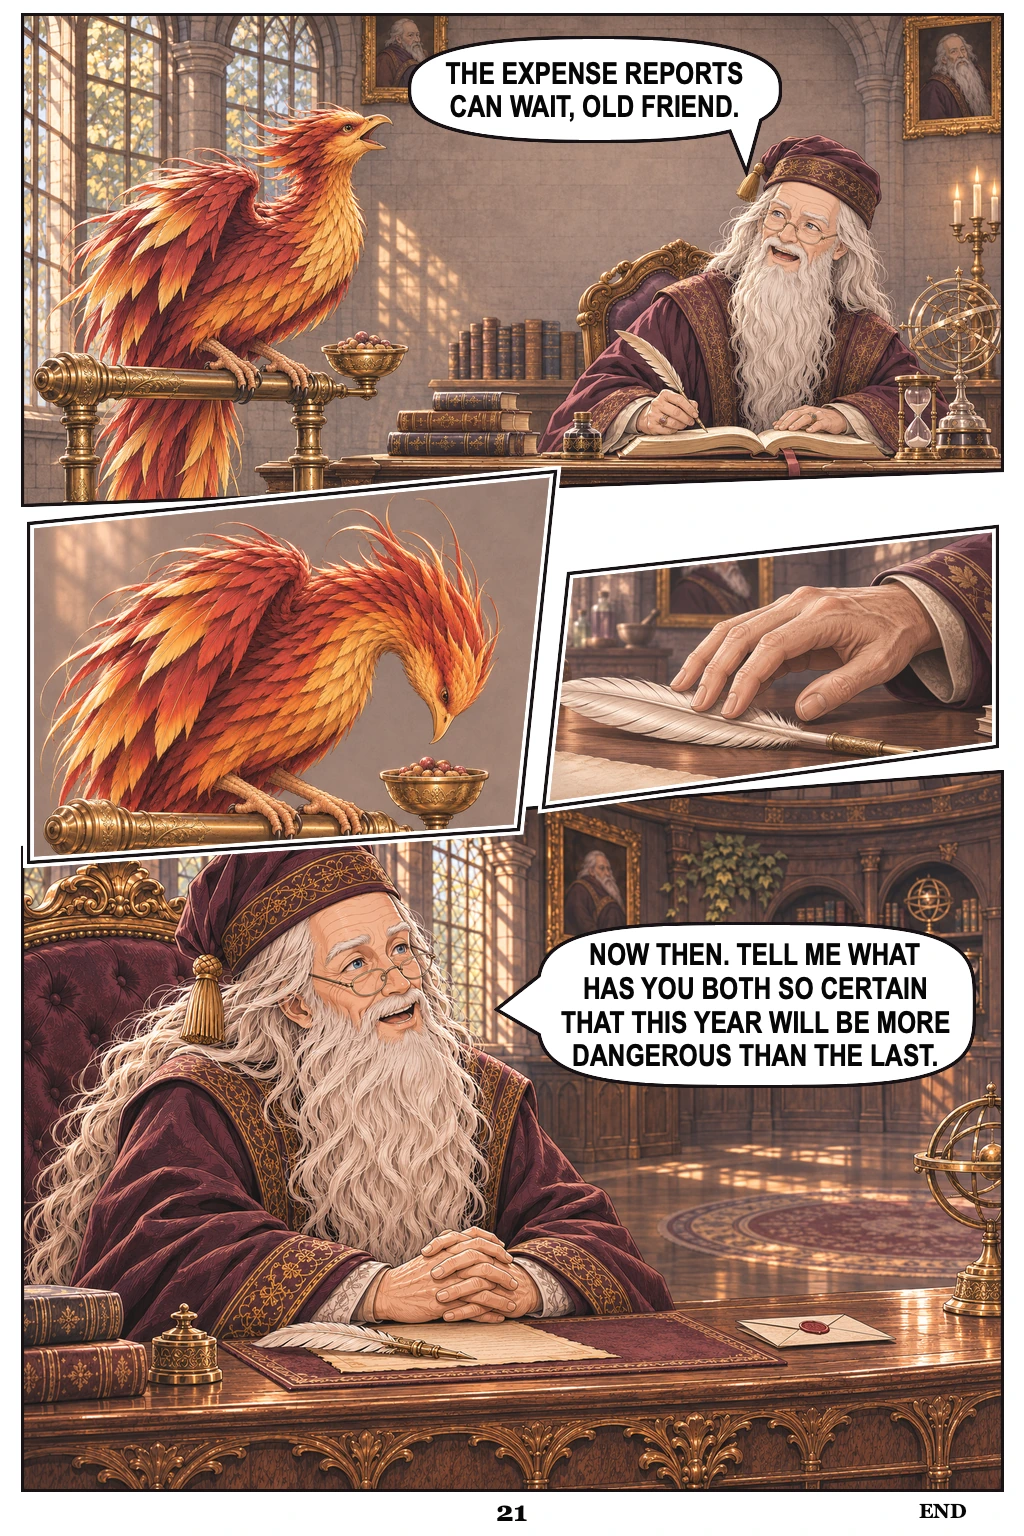 THE EXPENSE REPORTS
CAN WAIT, OLD FRIEND.
NOW THEN. TELL ME WHAT
HAS YOU BOTH SO CERTAIN
THAT THIS YEAR WILL BE MORE
DANGEROUS THAN THE LAST.
21
END